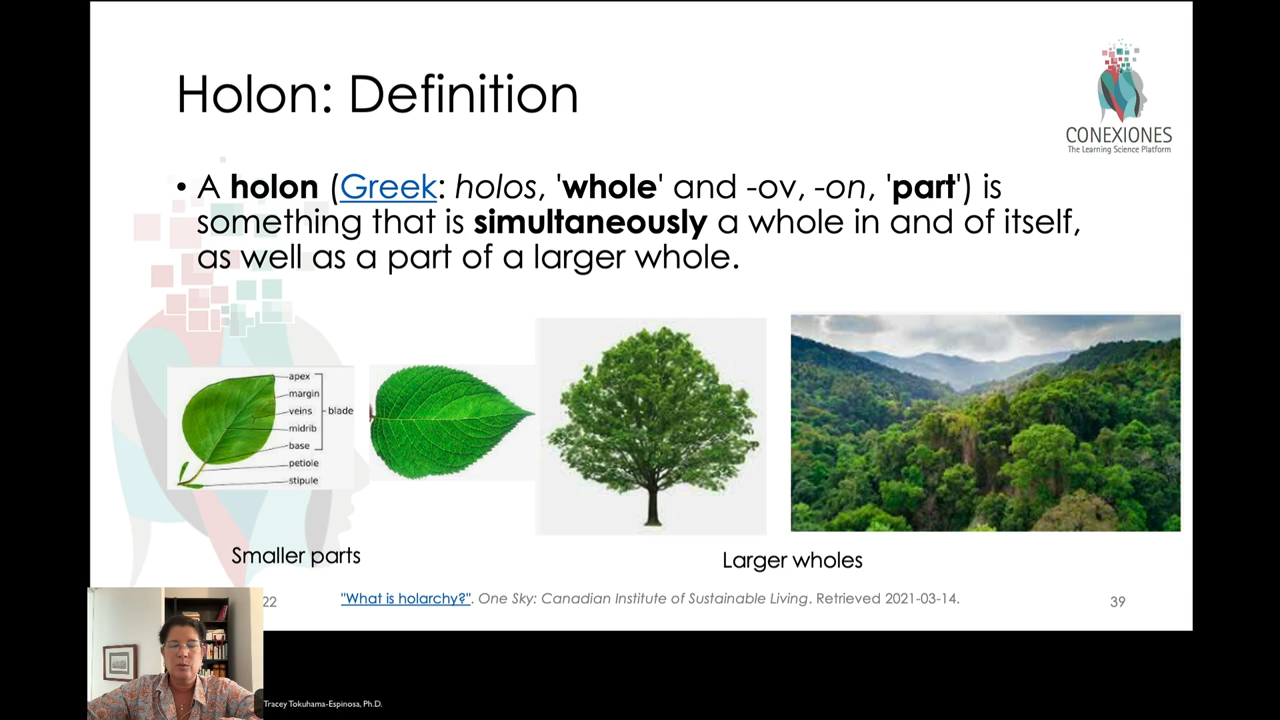 Holon: Definition
CONEXIONES
The Learning Science Platform
• A holon (Greek: holos, 'whole' and -ov, -on, 'part') is
something that is simultaneously a whole in and of itself,
as well as a part of a larger whole.
apex
margin
veins
blade
midrib
base
petiole
stipule
Smaller parts
Larger wholes
22
"What is holarchy?". One Sky: Canadian Institute of Sustainable Living. Retrieved 2021-03-14.
39
Tracey Tokuhama-Espinosa, Ph.D.